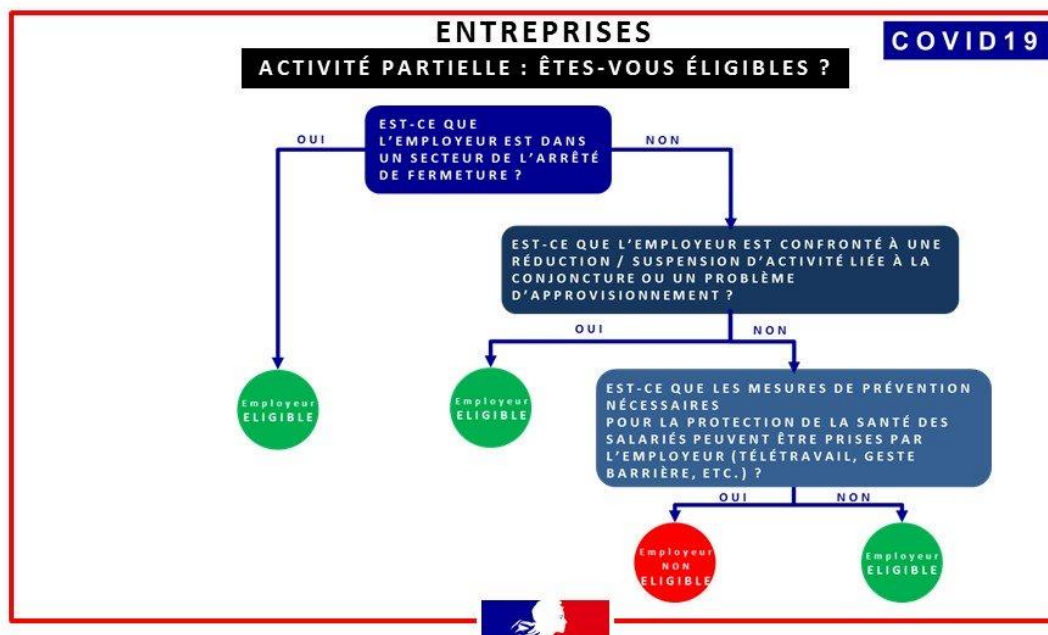 ENTREPRISES
COVID19
ACTIVITÉ PARTIELLE : ÊTES-VOUS ÉLIGIBLES ?
OUI
EST-CE QUE
L'EMPLOYEUR EST DANS
UN SECTEUR DE L'ARRÊTÉ
DE FERMETURE ?
NON
EST-CE QUE L'EMPLOYEUR EST CONFRONTÉ À UNE
RÉDUCTION / SUSPENSION D'ACTIVITÉ LIÉE À LA
CONJONCTURE OU UN PROBLÈME
D'APPROVISIONNEMENT ?
OUI
NON
Employeur
ELIGIBLE
Employeur
ELIGIBLE
EST-CE QUE LES MESURES DE PRÉVENTION
NÉCESSAIRES
POUR LA PROTECTION DE LA SANTÉ DES
SALARIÉS PEUVENT ÊTRE PRISES PAR
L'EMPLOYEUR (TÉLÉTRAVAIL, GESTE
BARRIÈRE, ETC.) ?
OUI
NON
Employeur
NON
ELIGIBLE
Employeur
ELIGIBLE